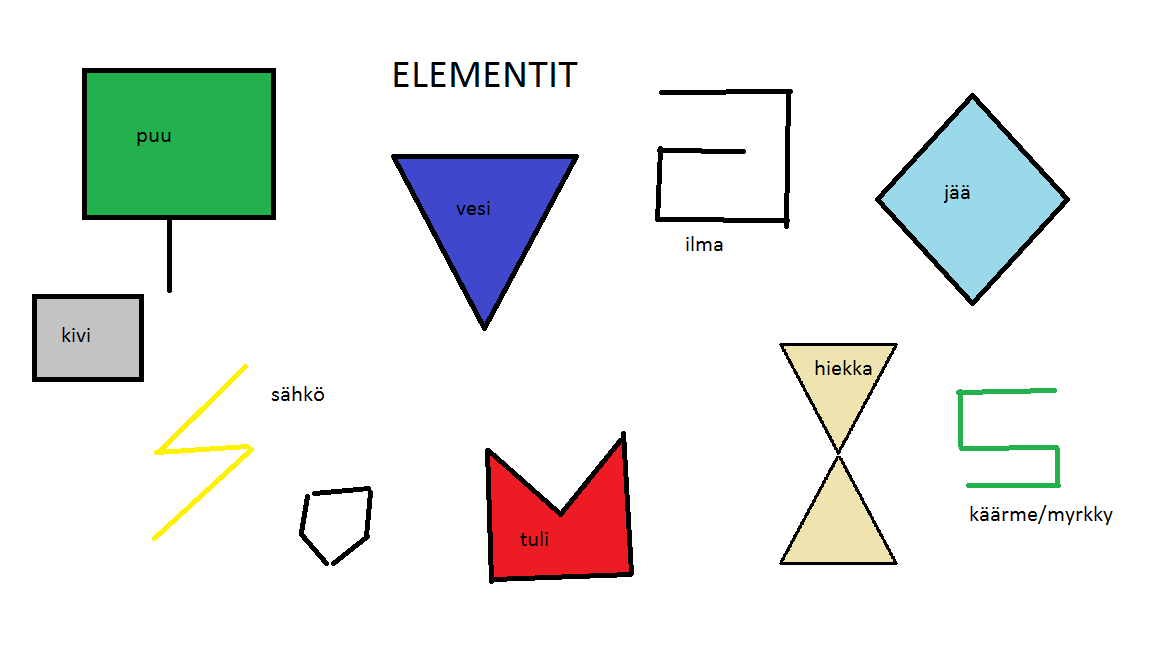 ELEMENTIT
puu
vesi
ilma
jää
kivi
sähkö
tuli
hiekka
käärme/myrkky